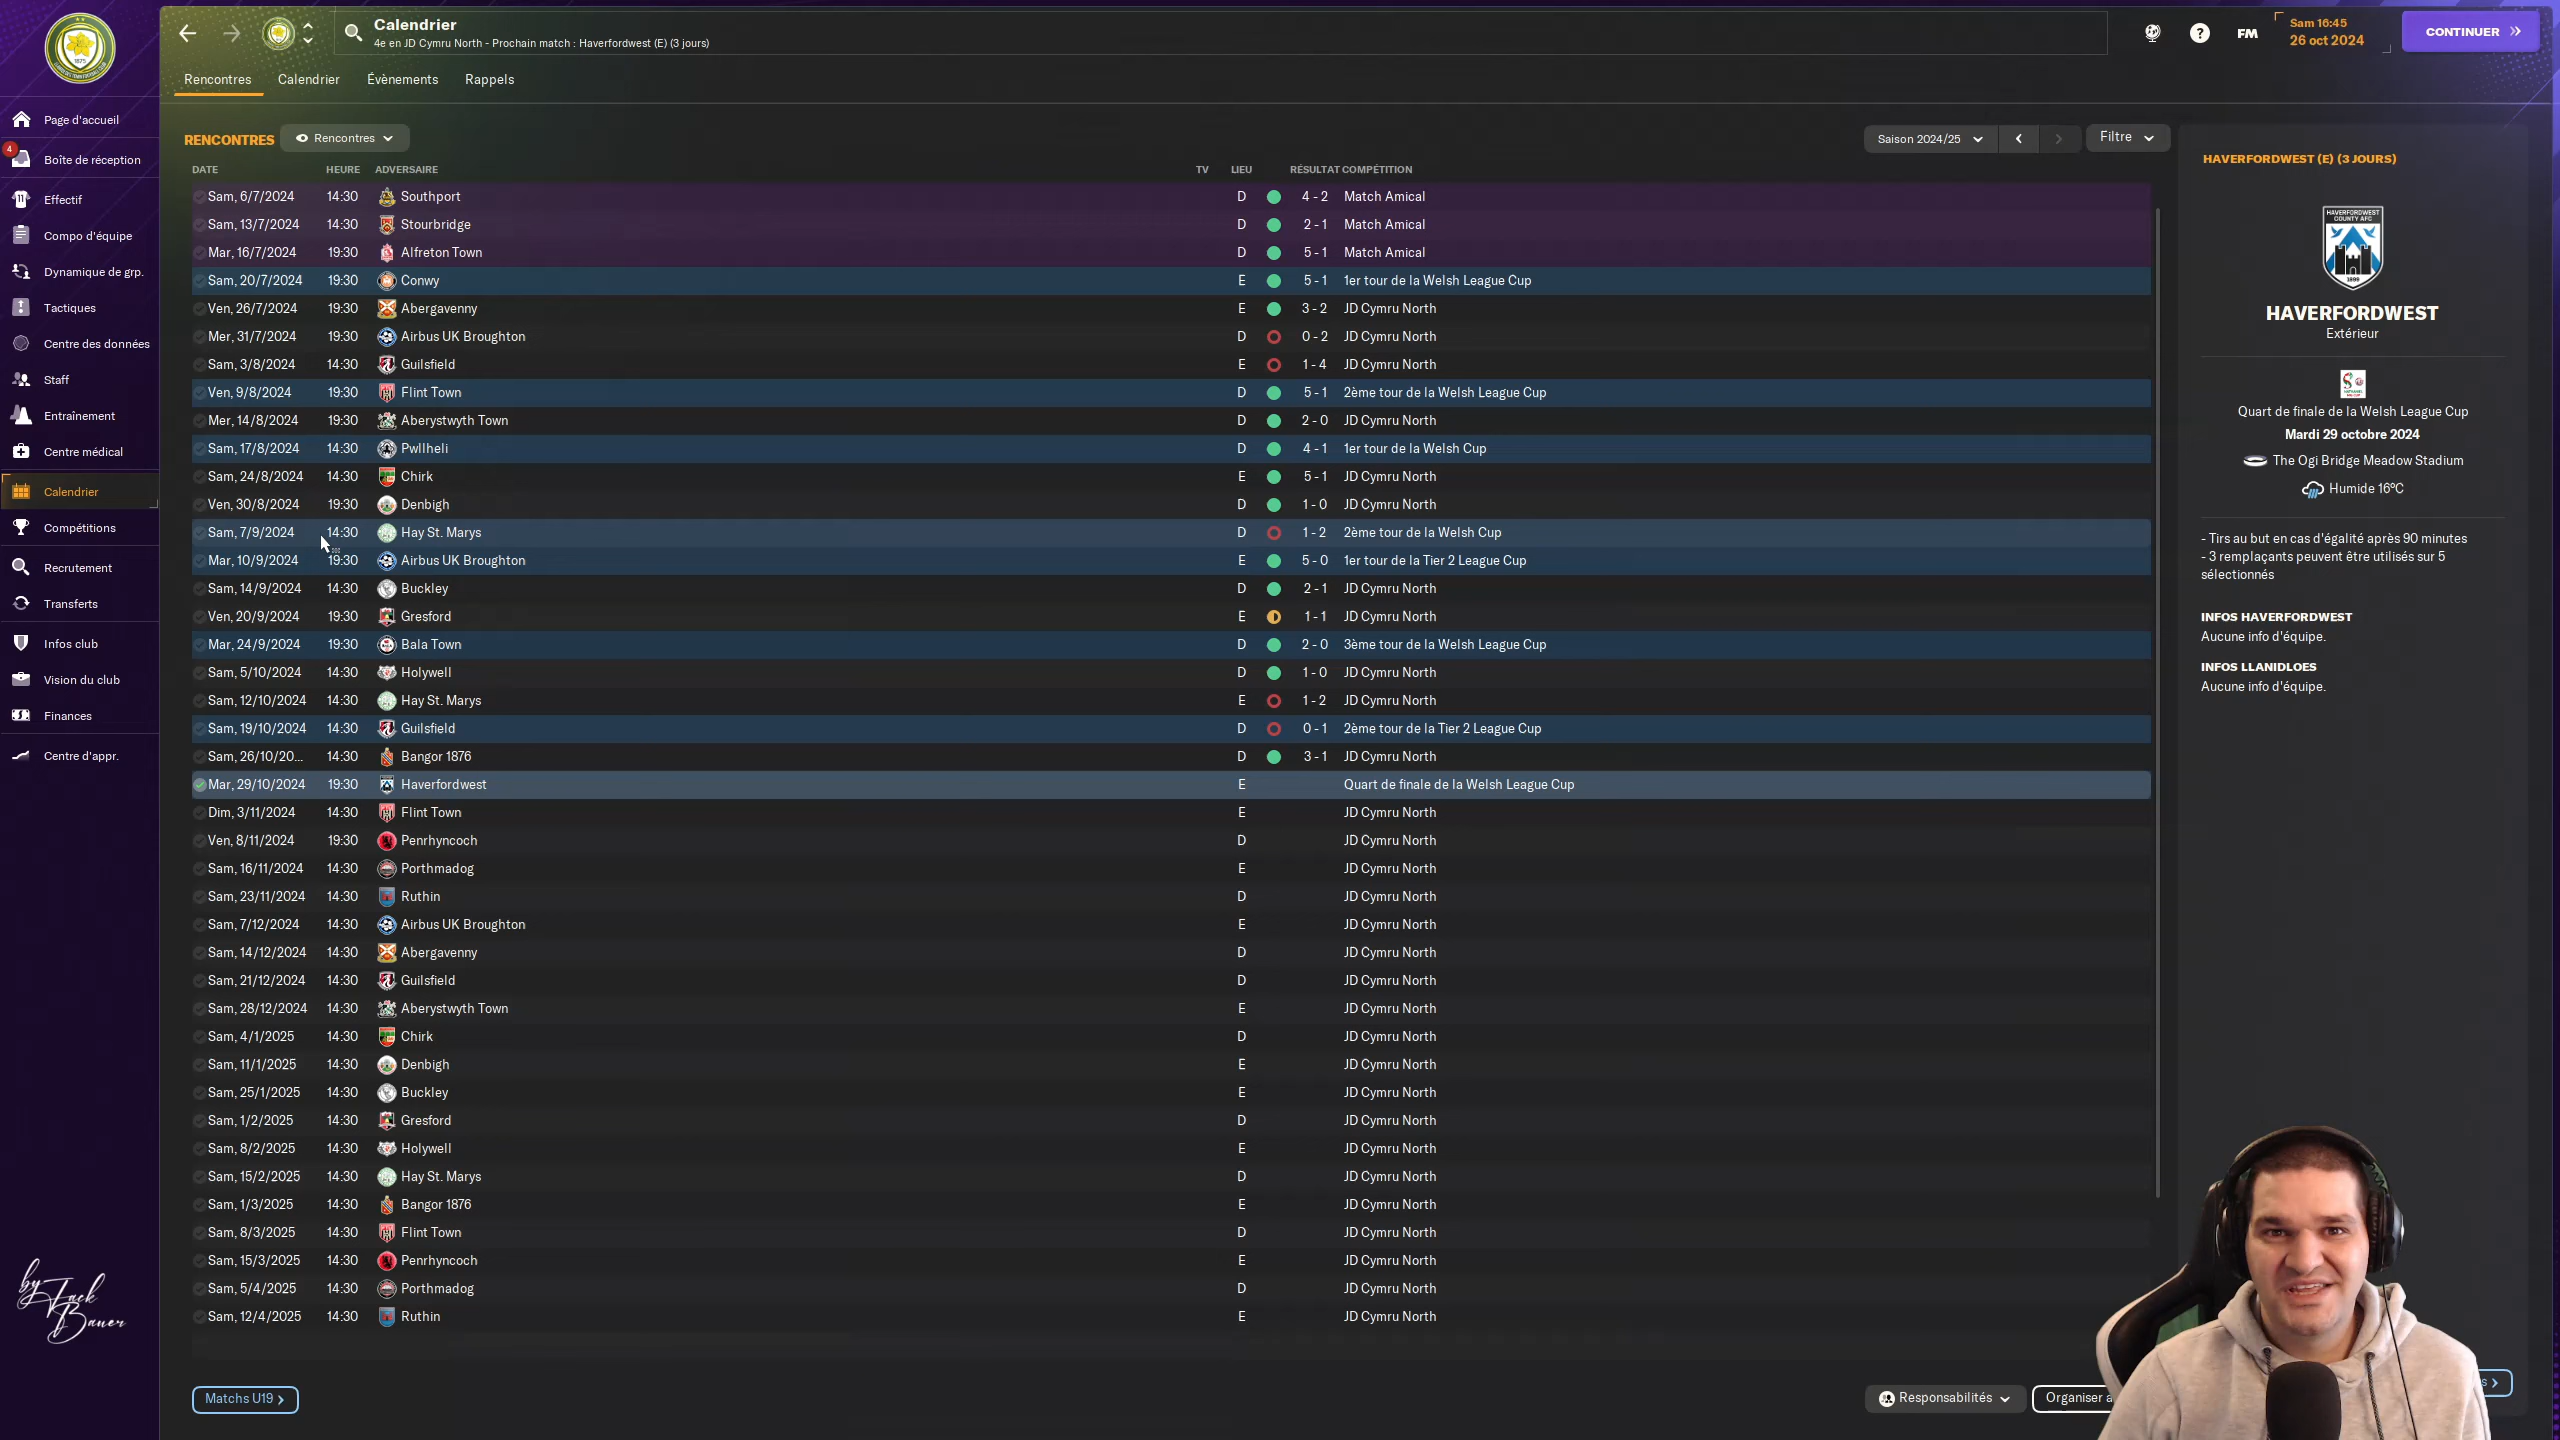 Calendrier
4e en JD Cymru North - Prochain match : Haverfordwest (E) (3 jours)
FM
Sam 16:45
26 oct 2024
CONTINUER
Rencontres Calendrier Évènements Rappels
Page d'accueil
4
Boîte de réception
Effectif
Compo d'équipe
Dynamique de grp.
Tactiques
Centre des données
Staff
Entraînement
Centre médical
Calendrier
Compétitions
Recrutement
Transferts
Infos club
Vision du club
Finances
Centre d'appr.
by Jack Bauer
RENCONTRES Rencontres
Saison 2024/25 Filtre
DATE HEURE ADVERSAIRE TV LIEU RÉSULTAT COMPÉTITION
Sam, 6/7/2024 14:30 Southport D 4 - 2 Match Amical
Sam, 13/7/2024 14:30 Stourbridge D 2 - 1 Match Amical
Mar, 16/7/2024 19:30 Alfreton Town D 5 - 1 Match Amical
Sam, 20/7/2024 19:30 Conwy E 5 - 1 1er tour de la Welsh League Cup
Ven, 26/7/2024 19:30 Abergavenny E 3 - 2 JD Cymru North
Mer, 31/7/2024 19:30 Airbus UK Broughton D 0 - 2 JD Cymru North
Sam, 3/8/2024 14:30 Guilsfield E 1 - 4 JD Cymru North
Ven, 9/8/2024 19:30 Flint Town D 5 - 1 2ème tour de la Welsh League Cup
Mer, 14/8/2024 19:30 Aberystwyth Town D 2 - 0 JD Cymru North
Sam, 17/8/2024 14:30 Pwllheli D 4 - 1 1er tour de la Welsh Cup
Sam, 24/8/2024 14:30 Chirk E 5 - 1 JD Cymru North
Ven, 30/8/2024 19:30 Denbigh D 1 - 0 JD Cymru North
Sam, 7/9/2024 14:30 Hay St. Marys D 1 - 2 2ème tour de la Welsh Cup
Mar, 10/9/2024 19:30 Airbus UK Broughton E 5 - 0 1er tour de la Tier 2 League Cup
Sam, 14/9/2024 14:30 Buckley D 2 - 1 JD Cymru North
Ven, 20/9/2024 19:30 Gresford E 1 - 1 JD Cymru North
Mar, 24/9/2024 19:30 Bala Town D 2 - 0 3ème tour de la Welsh League Cup
Sam, 5/10/2024 14:30 Holywell D 1 - 0 JD Cymru North
Sam, 12/10/2024 14:30 Hay St. Marys E 1 - 2 JD Cymru North
Sam, 19/10/2024 14:30 Guilsfield D 0 - 1 2ème tour de la Tier 2 League Cup
Sam, 26/10/20... 14:30 Bangor 1876 D 3 - 1 JD Cymru North
Mar, 29/10/2024 19:30 Haverfordwest E Quart de finale de la Welsh League Cup
Dim, 3/11/2024 14:30 Flint Town E JD Cymru North
Ven, 8/11/2024 19:30 Penrhyncoch D JD Cymru North
Sam, 16/11/2024 14:30 Porthmadog E JD Cymru North
Sam, 23/11/2024 14:30 Ruthin D JD Cymru North
Sam, 7/12/2024 14:30 Airbus UK Broughton E JD Cymru North
Sam, 14/12/2024 14:30 Abergavenny D JD Cymru North
Sam, 21/12/2024 14:30 Guilsfield D JD Cymru North
Sam, 28/12/2024 14:30 Aberystwyth Town E JD Cymru North
Sam, 4/1/2025 14:30 Chirk D JD Cymru North
Sam, 11/1/2025 14:30 Denbigh E JD Cymru North
Sam, 25/1/2025 14:30 Buckley E JD Cymru North
Sam, 1/2/2025 14:30 Gresford D JD Cymru North
Sam, 8/2/2025 14:30 Holywell E JD Cymru North
Sam, 15/2/2025 14:30 Hay St. Marys D JD Cymru North
Sam, 1/3/2025 14:30 Bangor 1876 E JD Cymru North
Sam, 8/3/2025 14:30 Flint Town D JD Cymru North
Sam, 15/3/2025 14:30 Penrhyncoch E JD Cymru North
Sam, 5/4/2025 14:30 Porthmadog D JD Cymru North
Sam, 12/4/2025 14:30 Ruthin E JD Cymru North
Matchs U19
Responsabilités Organiser
HAVERFORDWEST (E) (3 JOURS)
HAVERFORDWEST
COUNTY AFC
1899
HAVERFORDWEST
Extérieur
Quart de finale de la Welsh League Cup
Mardi 29 octobre 2024
The Ogi Bridge Meadow Stadium
Humide 16°C
- Tirs au but en cas d'égalité après 90 minutes
- 3 remplaçants peuvent être utilisés sur 5
sélectionnés
INFOS HAVERFORDWEST
Aucune info d'équipe.
INFOS LLANIDLOES
Aucune info d'équipe.